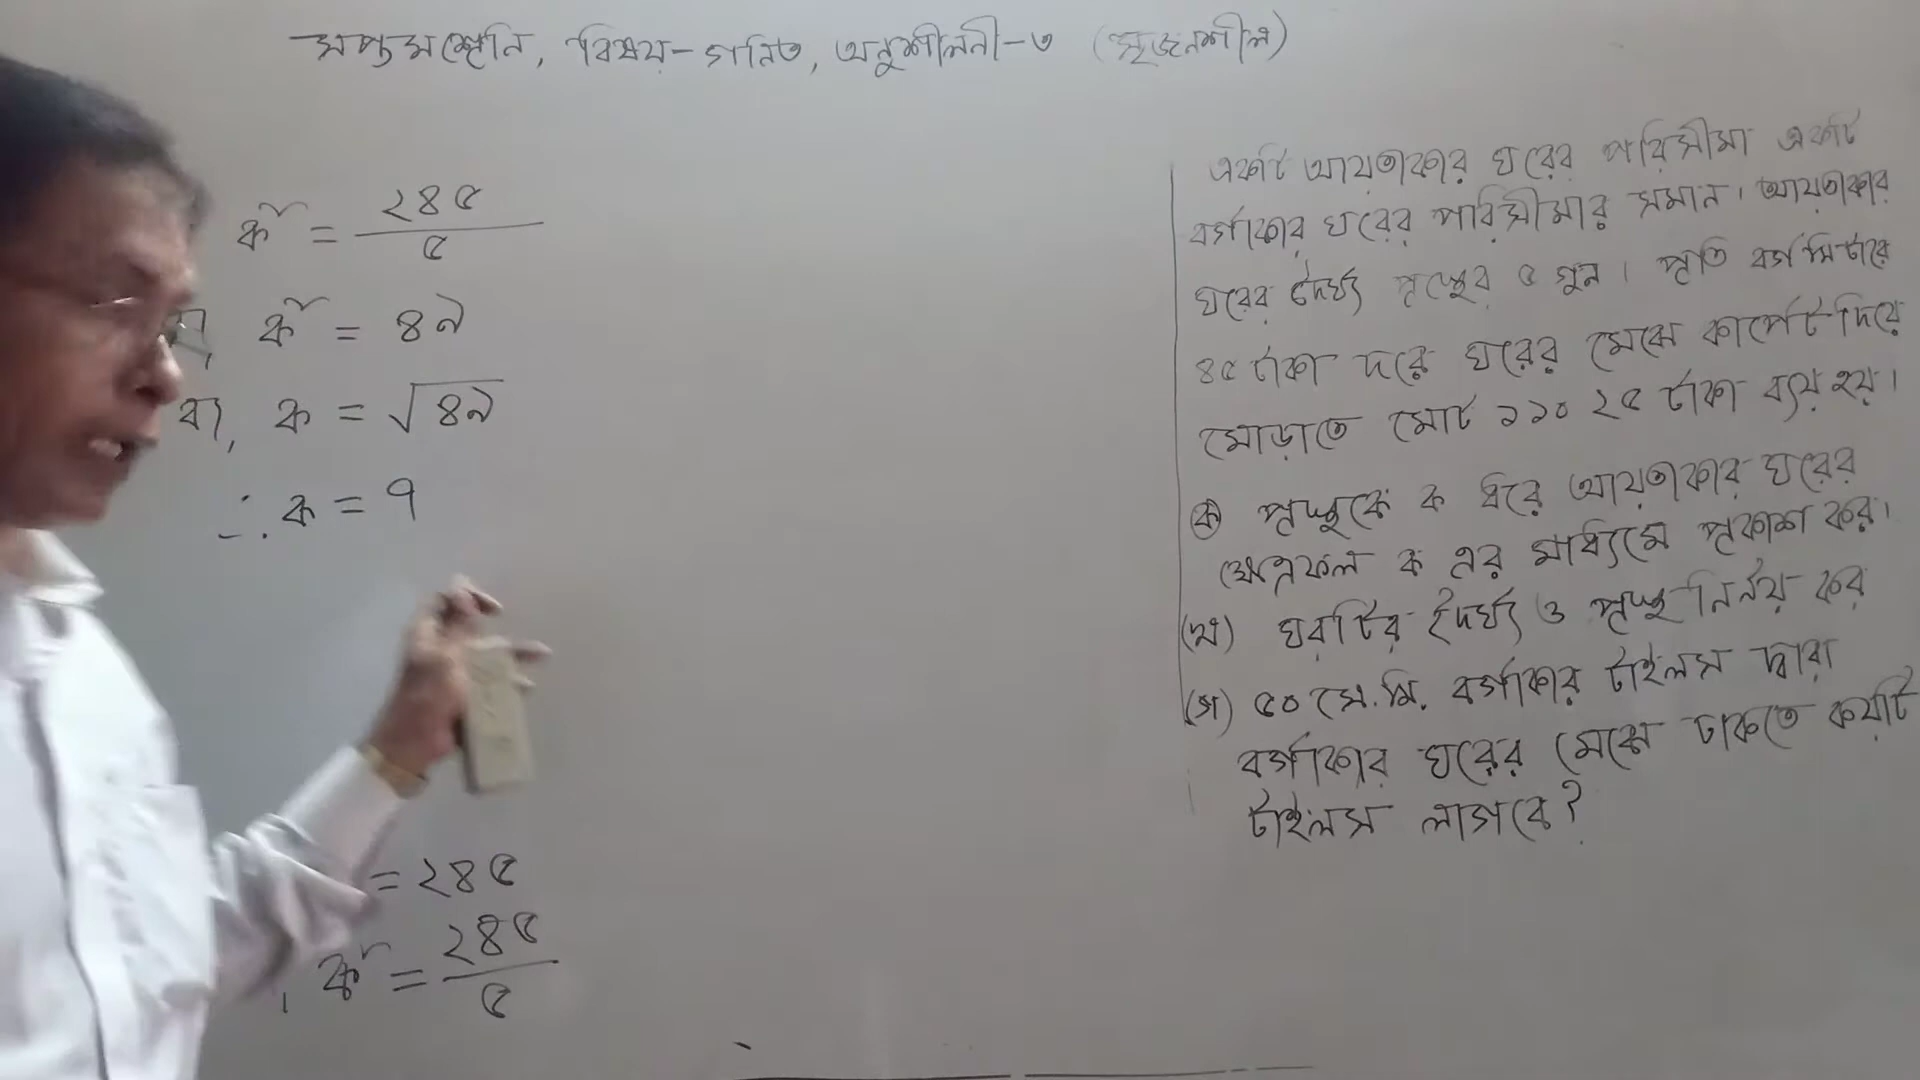 সপ্তমশ্রেনি, বিষয়-গনিত, অনুশীলনী-৩ (সৃজনশীল)
ক² = ২৪৫/৫
ক² = ৪৯
বা, ক = √৪৯
∴ ক = ৭
= ২৪৫
ক² = ২৪৫/৫
একটি আয়তাকার ঘরের পরিসীমা একটি
বর্গাকার ঘরের পরিসীমার সমান। আয়তাকার
ঘরের দৈর্ঘ্য প্রস্থের ৫ গুন। প্রতি বর্গমিটারে
৪৫ টাকা দরে ঘরের মেঝে কার্পেট দিয়ে
মোড়াতে মোট ১১০২৫ টাকা ব্যয় হয়।
ক প্রস্থকে ক ধরে আয়তাকার ঘরের
ক্ষেত্রফল ক এর মাধ্যমে প্রকাশ কর।
(খ) ঘরটির দৈর্ঘ্য ও প্রস্থ নির্নয় কর
(গ) ৫০ সে.মি. বর্গাকার টাইলস দ্বারা
বর্গাকার ঘরের মেঝে ঢাকতে কয়টি
টাইলস লাগবে?